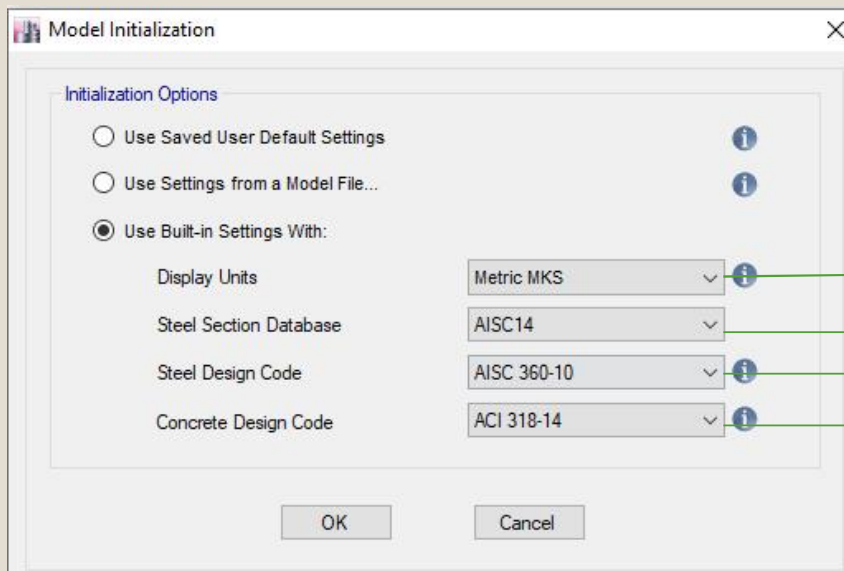 Model Initialization
Initialization Options
Use Saved User Default Settings
Use Settings from a Model File...
Use Built-in Settings With:
Display Units Metric MKS
Steel Section Database AISC14
Steel Design Code AISC 360-10
Concrete Design Code ACI 318-14
OK Cancel